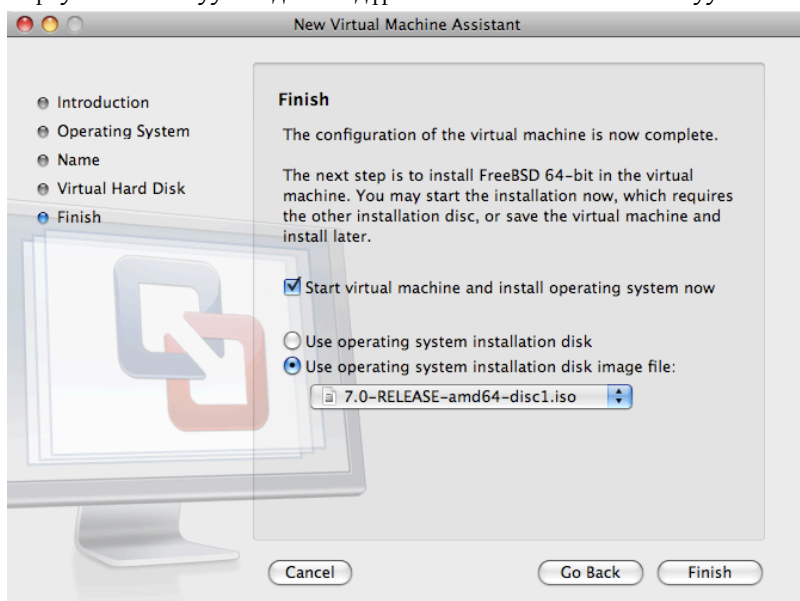 New Virtual Machine Assistant
Introduction
Operating System
Name
Virtual Hard Disk
Finish
Finish
The configuration of the virtual machine is now complete.
The next step is to install FreeBSD 64-bit in the virtual
machine. You may start the installation now, which requires
the other installation disc, or save the virtual machine and
install later.
Start virtual machine and install operating system now
Use operating system installation disk
Use operating system installation disk image file:
7.0-RELEASE-amd64-disc1.iso
Cancel
Go Back
Finish